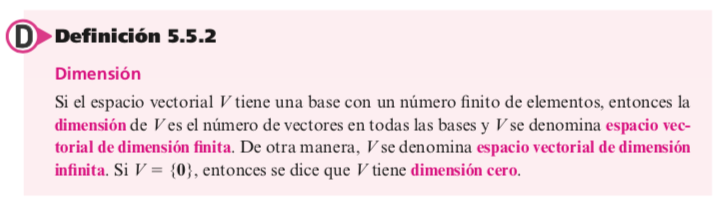 D Definición 5.5.2
Dimensión
Si el espacio vectorial V tiene una base con un número finito de elementos, entonces la
dimensión de V es el número de vectores en todas las bases y V se denomina espacio vec-
torial de dimensión finita. De otra manera, V se denomina espacio vectorial de dimensión
infinita. Si V = {0}, entonces se dice que V tiene dimensión cero.